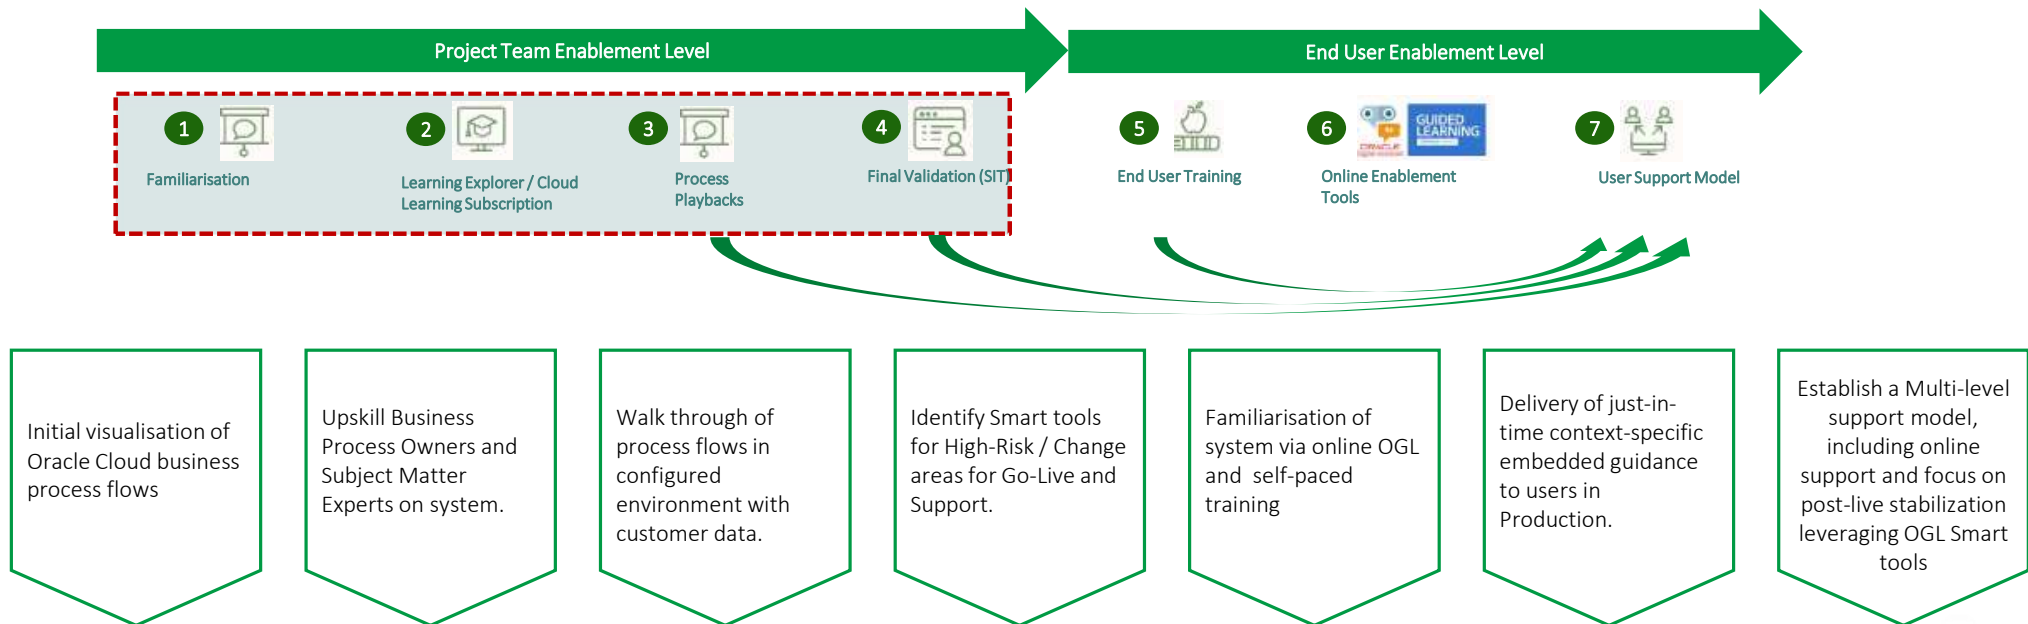 Project Team Enablement Level
End User Enablement Level
1
2
3
4
5
6
7
GUIDED
LEARNING
ORACLE
Familiarisation
Learning Explorer / Cloud
Learning Subscription
Process
Playbacks
Final Validation (SIT)
End User Training
Online Enablement
Tools
User Support Model
Initial visualisation of
Oracle Cloud business
process flows
Upskill Business
Process Owners and
Subject Matter
Experts on system.
Walk through of
process flows in
configured
environment with
customer data.
Identify Smart tools
for High-Risk / Change
areas for Go-Live and
Support.
Familiarisation of
system via online OGL
and self-paced
training
Delivery of just-in-
time context-specific
embedded guidance
to users in
Production.
Establish a Multi-level
support model,
including online
support and focus on
post-live stabilization
leveraging OGL Smart
tools